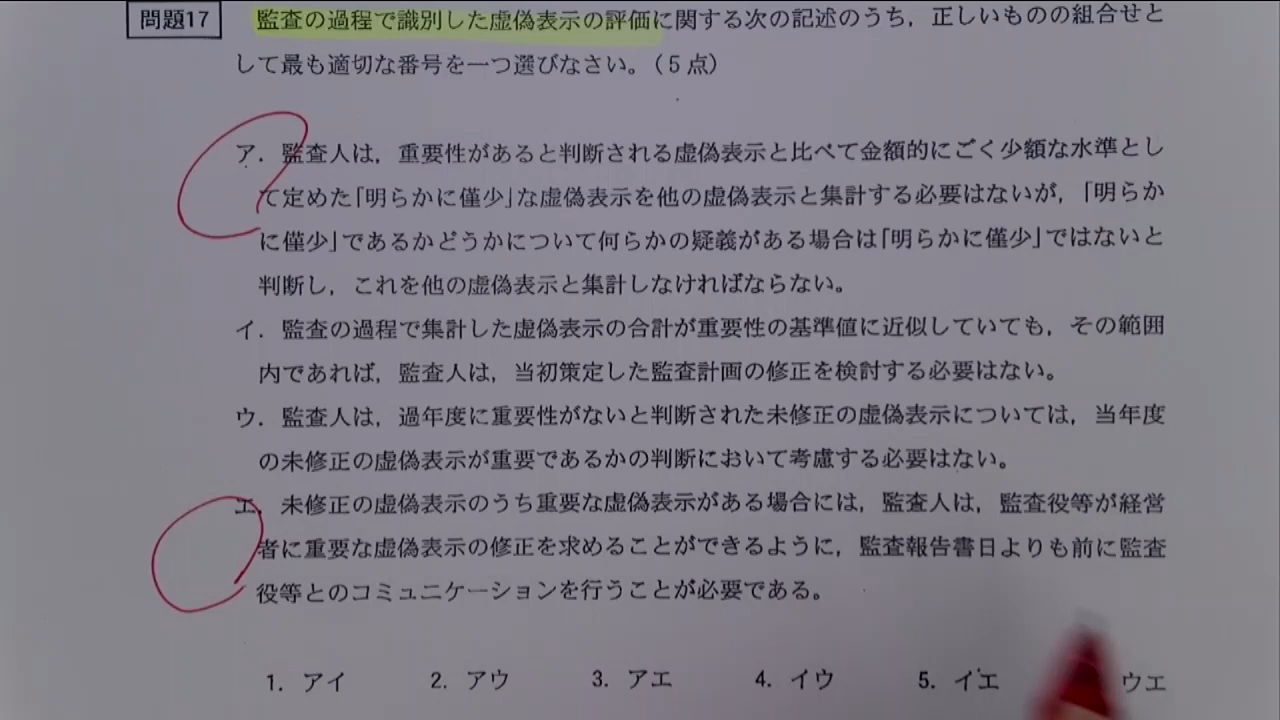 問題17 監査の過程で識別した虚偽表示の評価に関する次の記述のうち，正しいものの組合せと
して最も適切な番号を一つ選びなさい。（5点）
ア．監査人は，重要性があると判断される虚偽表示と比べて金額的にごく少額な水準とし
て定めた「明らかに僅少」な虚偽表示を他の虚偽表示と集計する必要はないが，「明らか
に僅少」であるかどうかについて何らかの疑義がある場合は「明らかに僅少」ではないと
判断し，これを他の虚偽表示と集計しなければならない。
イ．監査の過程で集計した虚偽表示の合計が重要性の基準値に近似していても，その範囲
内であれば，監査人は，当初策定した監査計画の修正を検討する必要はない。
ウ．監査人は，過年度に重要性がないと判断された未修正の虚偽表示については，当年度
の未修正の虚偽表示が重要であるかの判断において考慮する必要はない。
エ．未修正の虚偽表示のうち重要な虚偽表示がある場合には，監査人は，監査役等が経営
者に重要な虚偽表示の修正を求めることができるように，監査報告書日よりも前に監査
役等とのコミュニケーションを行うことが必要である。
1．アイ 2．アウ 3．アエ 4．イウ 5．イエ ウエ